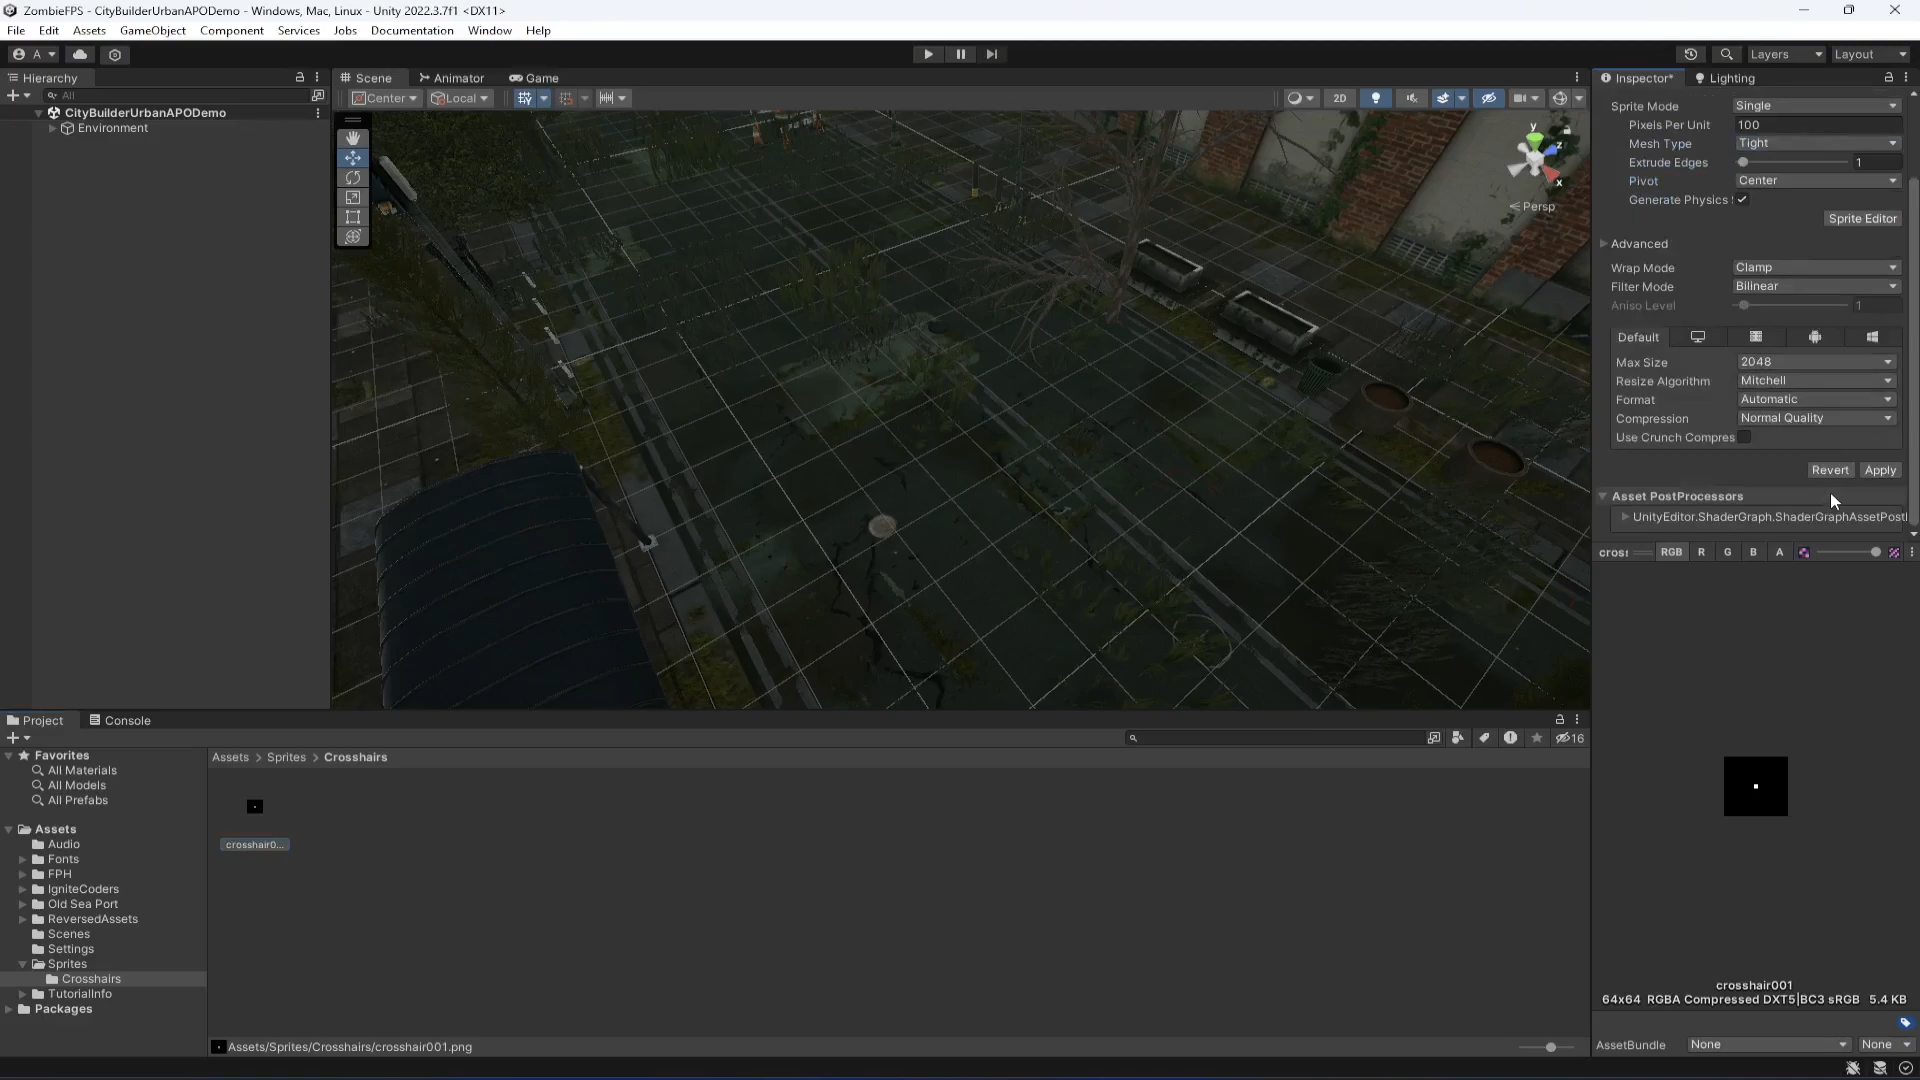 ZombieFPS - CityBuilderUrbanAPODemo - Windows, Mac, Linux - Unity 2022.3.7f1 <DX11>
File Edit Assets GameObject Component Services Jobs Documentation Window Help
A Layers Layout
Hierarchy
All
CityBuilderUrbanAPODemo
Environment
Scene Animator Game
Center Local 2D
y
z
x
Persp
Inspector* Lighting
Sprite Mode Single
Pixels Per Unit 100
Mesh Type Tight
Extrude Edges 1
Pivot Center
Generate Physics
Sprite Editor
Advanced
Wrap Mode Clamp
Filter Mode Bilinear
Aniso Level 1
Default
Max Size 2048
Resize Algorithm Mitchell
Format Automatic
Compression Normal Quality
Use Crunch Compres
Revert Apply
Asset PostProcessors
UnityEditor.ShaderGraph.ShaderGraphAssetPost
cros RGB R G B A
crosshair001
64x64 RGBA Compressed DXT5|BC3 sRGB 5.4 KB
AssetBundle None None
Project Console
16
Favorites
All Materials
All Models
All Prefabs
Assets
Audio
Fonts
FPH
IgniteCoders
Old Sea Port
ReversedAssets
Scenes
Settings
Sprites
Crosshairs
TutorialInfo
Packages
Assets > Sprites > Crosshairs
crosshair0...
Assets/Sprites/Crosshairs/crosshair001.png